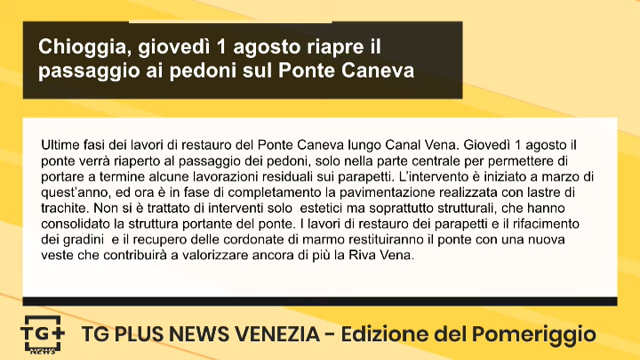 Chioggia, giovedì 1 agosto riapre il
passaggio ai pedoni sul Ponte Caneva
Ultime fasi dei lavori di restauro del Ponte Caneva lungo Canal Vena. Giovedì 1 agosto il
ponte verrà riaperto al passaggio dei pedoni, solo nella parte centrale per permettere di
portare a termine alcune lavorazioni residuali sui parapetti. L'intervento è iniziato a marzo di
quest'anno, ed ora è in fase di completamento la pavimentazione realizzata con lastre di
trachite. Non si è trattato di interventi solo  estetici ma soprattutto strutturali, che hanno
consolidato la struttura portante del ponte. I lavori di restauro dei parapetti e il rifacimento
dei gradini  e il recupero delle cordonate di marmo restituiranno il ponte con una nuova
veste che contribuirà a valorizzare ancora di più la Riva Vena.
TG+
NEWS
TG PLUS NEWS VENEZIA - Edizione del Pomeriggio